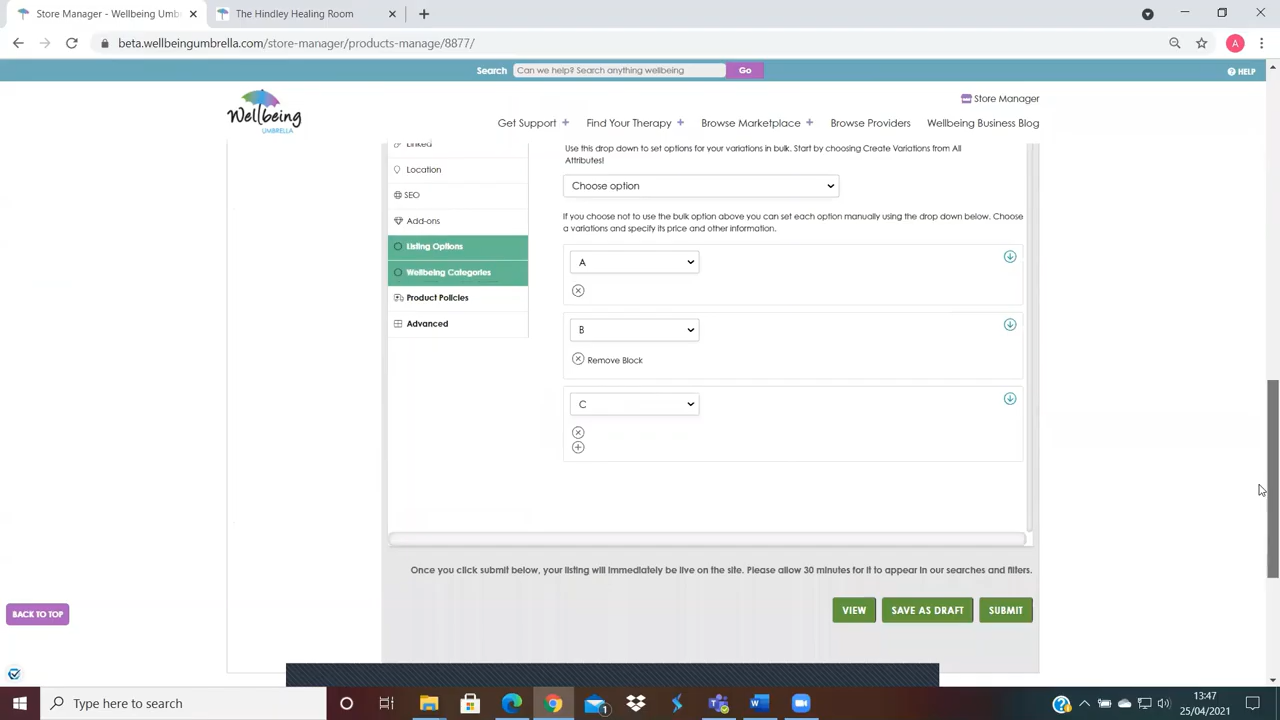 Store Manager - Wellbeing Umbr
The Hendry Healing Room
beta.wellbeingumbrella.com/store-manager/products-manage/8877/
A
Search
Can we help? Search anything wellbeing
Go
HELP
Wellbeing
UMBRELLA
Store Manager
Get Support +
Find Your Therapy +
Browse Marketplace +
Browse Providers
Wellbeing Business Blog
Linked
Location
SEO
Add-ons
Listing Options
Wellbeing Categories
Product Policies
Advanced
Use this drop down to set options for your variations in bulk. Start by choosing Create Variations from All
Attributes!
Choose option
If you choose not to use the bulk option above you can set each option manually using the drop down below. Choose
a variations and specify its price and other information.
A
B
Remove Block
C
Once you click submit below, your listing will immediately be live on the site. Please allow 30 minutes for it to appear in our searches and filters.
VIEW
SAVE AS DRAFT
SUBMIT
BACK TO TOP
Type here to search
1
13:47
25/04/2021